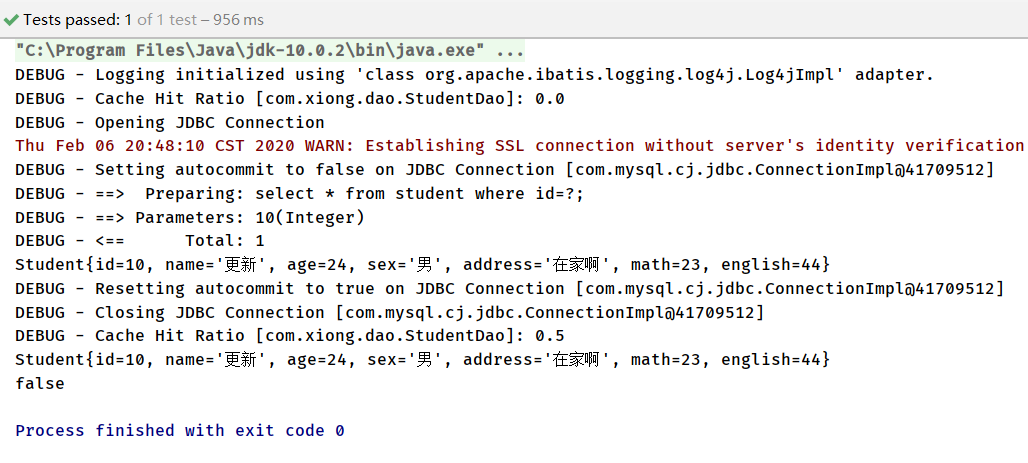 Tests passed: 1 of 1 test – 956 ms
"C:\Program Files\Java\jdk-10.0.2\bin\java.exe" ...
DEBUG - Logging initialized using 'class org.apache.ibatis.logging.log4j.Log4jImpl' adapter.
DEBUG - Cache Hit Ratio [com.xiong.dao.StudentDao]: 0.0
DEBUG - Opening JDBC Connection
Thu Feb 06 20:48:10 CST 2020 WARN: Establishing SSL connection without server's identity verification
DEBUG - Setting autocommit to false on JDBC Connection [com.mysql.cj.jdbc.ConnectionImpl@41709512]
DEBUG - ==>  Preparing: select * from student where id=?;
DEBUG - ==> Parameters: 10(Integer)
DEBUG - <==      Total: 1
Student{id=10, name='更新', age=24, sex='男', address='在家啊', math=23, english=44}
DEBUG - Resetting autocommit to true on JDBC Connection [com.mysql.cj.jdbc.ConnectionImpl@41709512]
DEBUG - Closing JDBC Connection [com.mysql.cj.jdbc.ConnectionImpl@41709512]
DEBUG - Cache Hit Ratio [com.xiong.dao.StudentDao]: 0.5
Student{id=10, name='更新', age=24, sex='男', address='在家啊', math=23, english=44}
false
Process finished with exit code 0